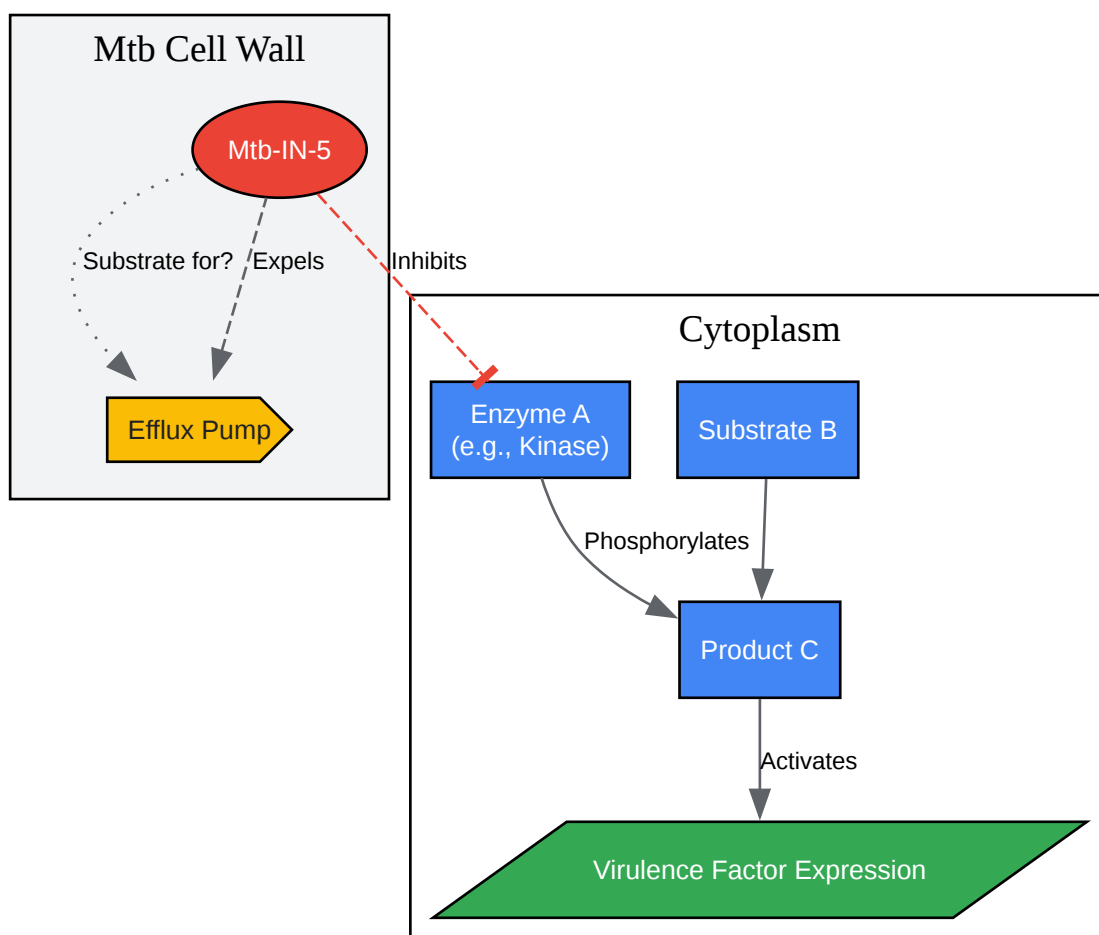 Mtb Cell Wall
Mtb-IN-5
Substrate for?
Expels
Inhibits
Efflux Pump
Cytoplasm
Enzyme A
(e.g., Kinase)
Substrate B
Phosphorylates
Product C
Activates
Virulence Factor Expression